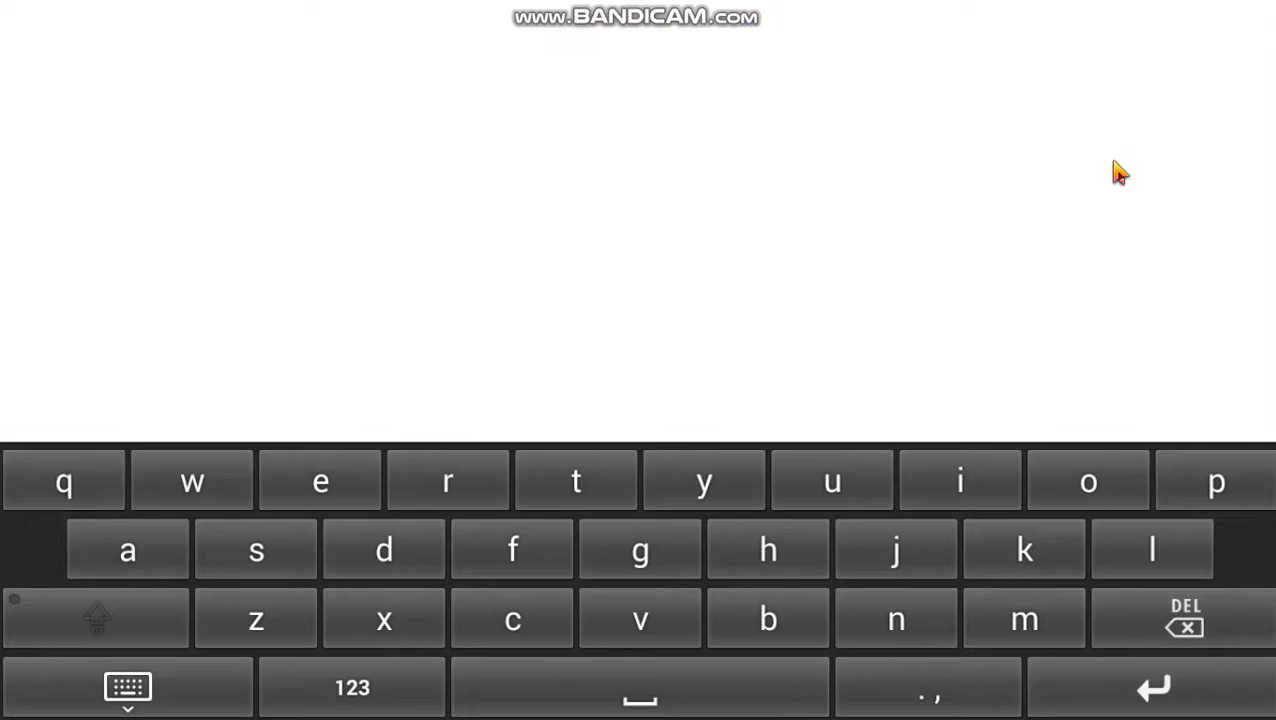 www.BANDICAM.COM
q w e r t y u i o p
a s d f g h j k l
z x c v b n m DEL
123 . ,